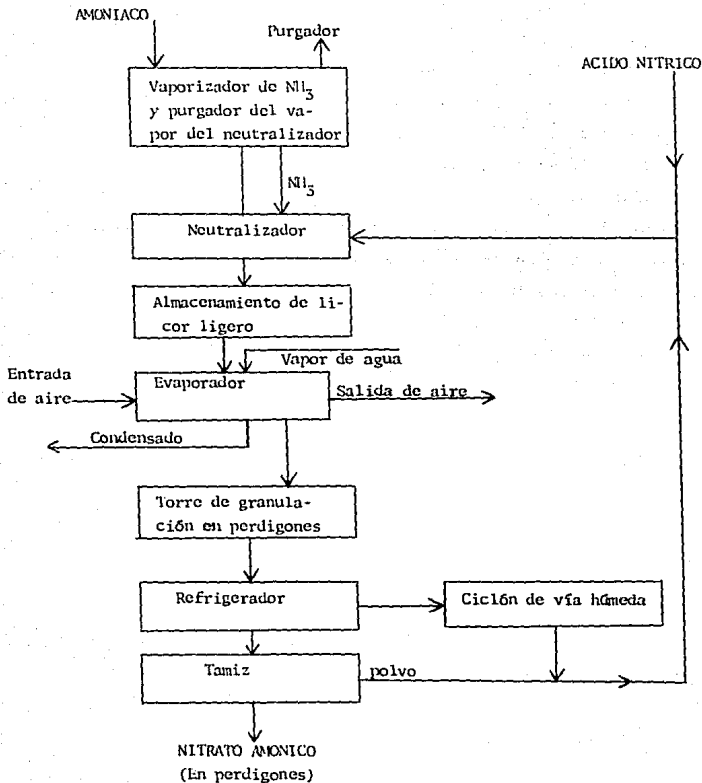 AMONIACO
Purgador
ACIDO NITRICO
Vaporizador de NH3
y purgador del va-
por del neutralizador
NH3
Neutralizador
Almacenamiento de li-
cor ligero
Vapor de agua
Entrada
de aire
Evaporador
Salida de aire
Condensado
Torre de granula-
ción en perdigones
Refrigerador
Ciclón de vía húmeda
Tamiz
polvo
NITRATO AMONICO
(En perdigones)